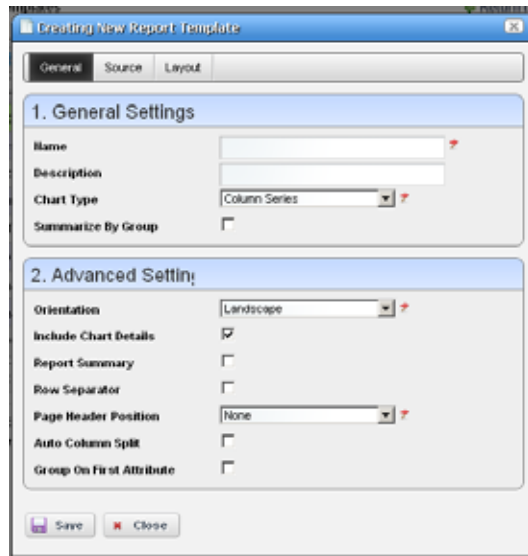 Creating New Report Template
General Source Layout
1. General Settings
Name
Description
Chart Type Column Series
Summarize By Group
2. Advanced Settin
Orientation Landscape
Include Chart Details
Report Summary
Row Separator
Page Header Position None
Auto Column Split
Group On First Attribute
Save Close